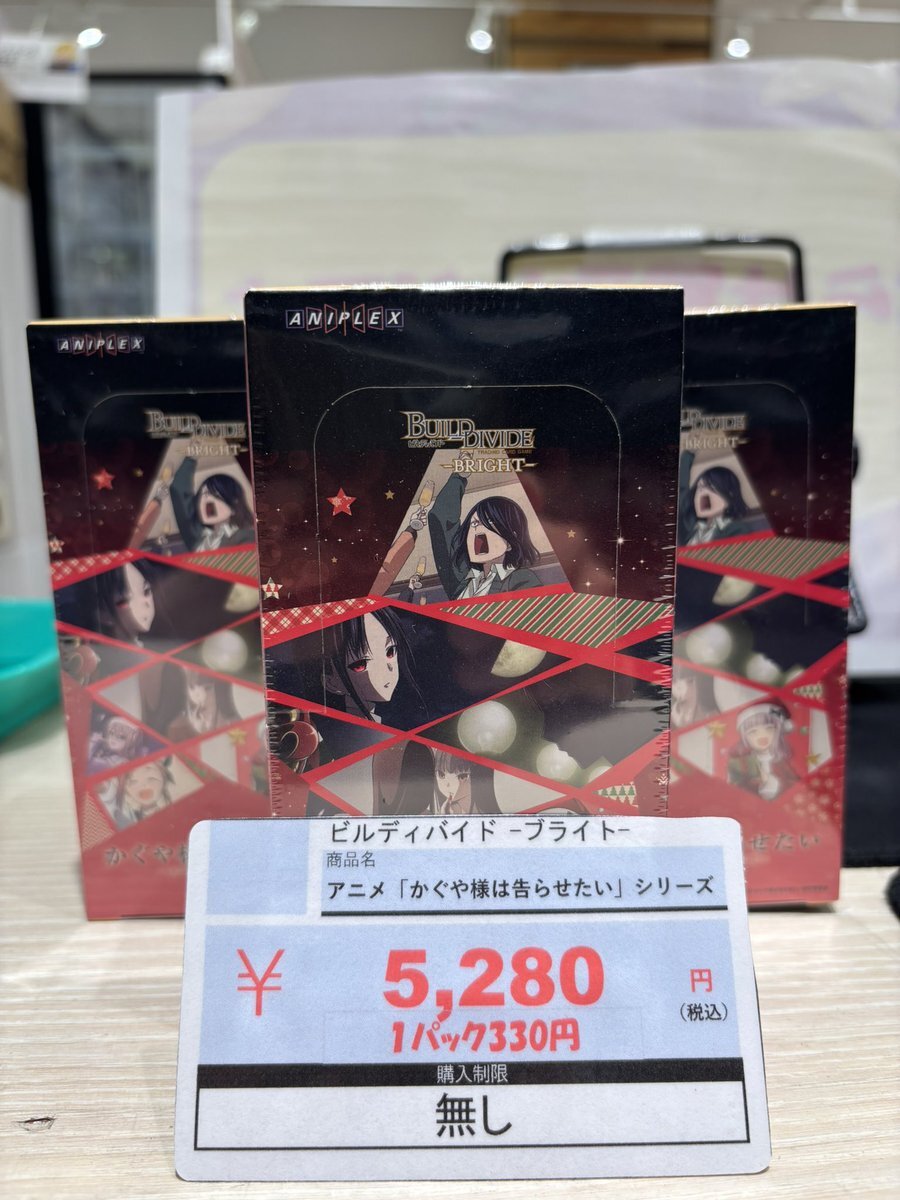 ANIPLEX
ANIPLEX
BUILD DIVIDE
ビルディバイド
TRADING CARD GAME
-BRIGHT-
BUILD DIVIDE
-BRIGHT-
-BRIGHT-
かぐや
せたい
ビルディバイド -ブライト-
商品名
アニメ「かぐや様は告らせたい」シリーズ
¥ 5,280 円
(税込)
1パック330円
購入制限
無し